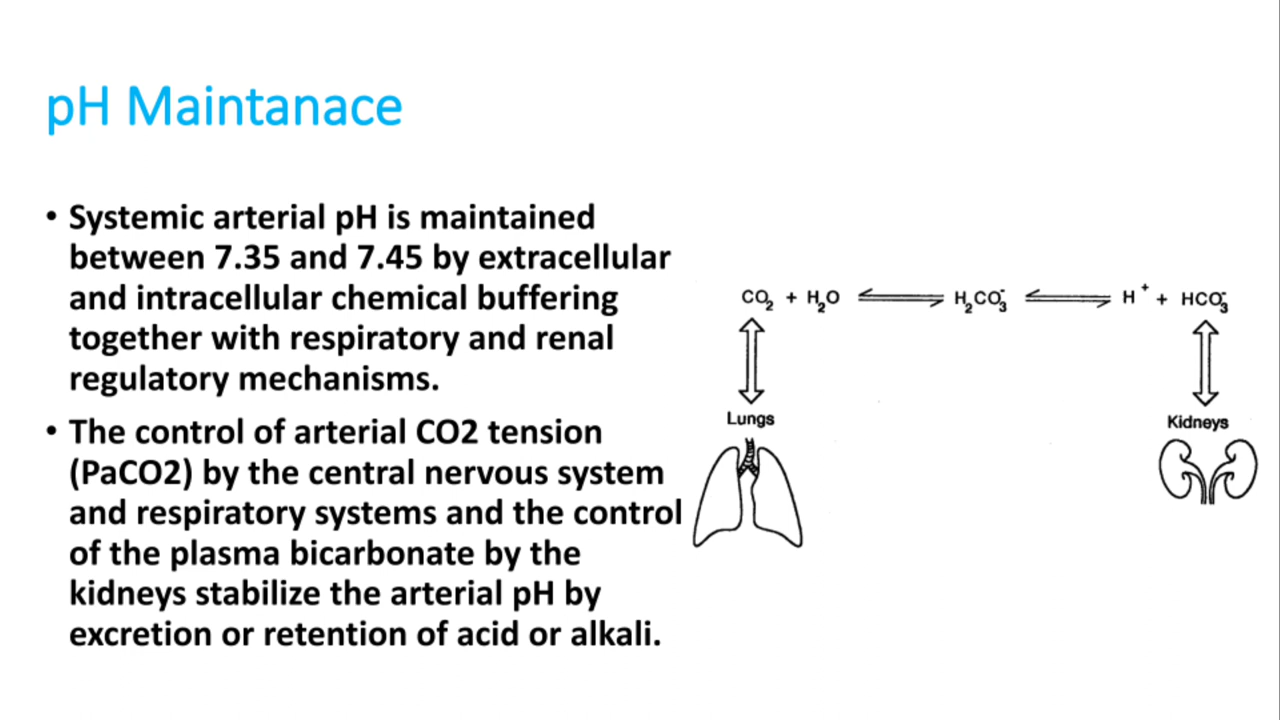 pH Maintanace
• Systemic arterial pH is maintained
between 7.35 and 7.45 by extracellular
and intracellular chemical buffering
together with respiratory and renal
regulatory mechanisms.
• The control of arterial CO2 tension
(PaCO2) by the central nervous system
and respiratory systems and the control
of the plasma bicarbonate by the
kidneys stabilize the arterial pH by
excretion or retention of acid or alkali.
CO₂ + H₂O ⇌ H₂CO₃⁻ ⇌ H⁺ + HCO₃⁻
Lungs
Kidneys